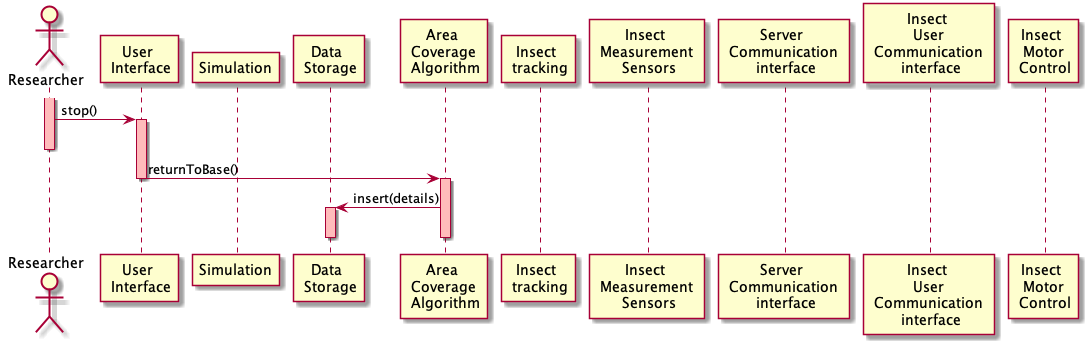 Researcher
User
Interface
Simulation
Data
Storage
Area
Coverage
Algorithm
Insect
tracking
Insect
Measurement
Sensors
Server
Communication
interface
Insect
User
Communication
interface
Insect
Motor
Control
stop()
returnToBase()
insert(details)
Researcher
User
Interface
Simulation
Data
Storage
Area
Coverage
Algorithm
Insect
tracking
Insect
Measurement
Sensors
Server
Communication
interface
Insect
User
Communication
interface
Insect
Motor
Control